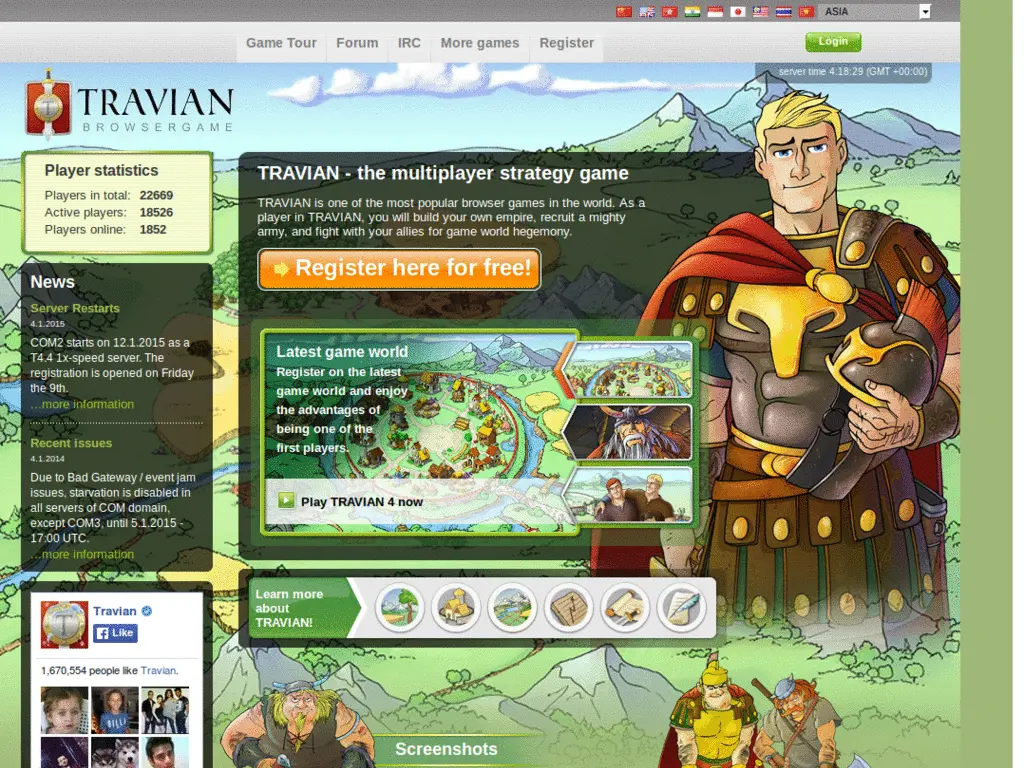 ASIA
Game Tour Forum IRC More games Register
Login
server time 4:18:29 (GMT +00:00)
T
TRAVIAN
BROWSERGAME
Player statistics
Players in total: 22669
Active players: 18526
Players online: 1852
News
Server Restarts
4.1.2015
COM2 starts on 12.1.2015 as a
T4.4 1x-speed server. The
registration is opened on Friday
the 9th.
...more information
Recent issues
4.1.2014
Due to Bad Gateway / event jam
issues, starvation is disabled in
all servers of COM domain,
except COM3, until 5.1.2015 -
17:00 UTC.
...more information
TRAVIAN - the multiplayer strategy game
TRAVIAN is one of the most popular browser games in the world. As a
player in TRAVIAN, you will build your own empire, recruit a mighty
army, and fight with your allies for game world hegemony.
Register here for free!
Latest game world
Register on the latest
game world and enjoy
the advantages of
being one of the
first players.
Play TRAVIAN 4 now
Learn more
about
TRAVIAN!
T
Travian
Like
1,670,554 people like Travian.
Screenshots